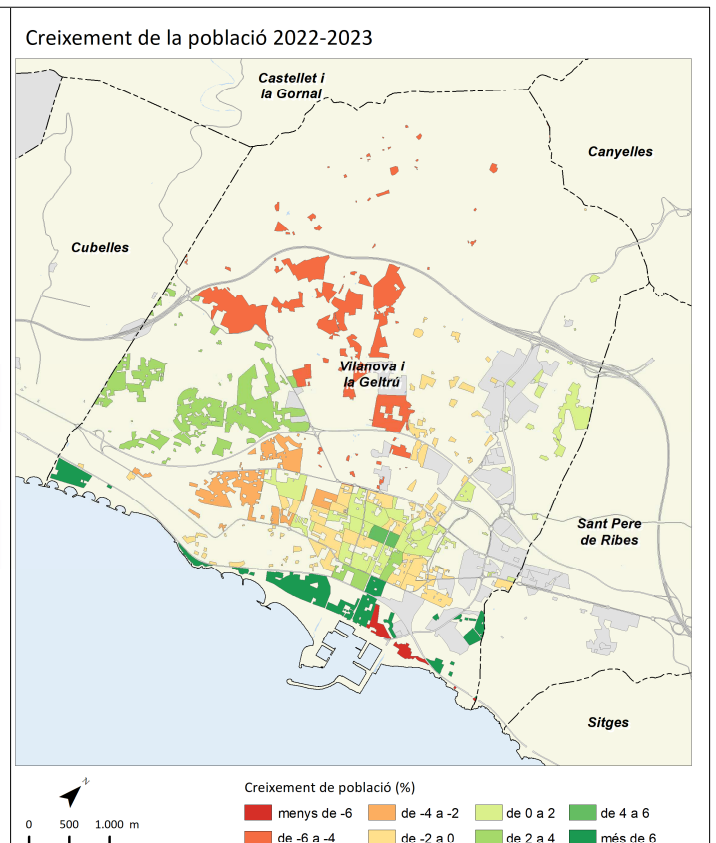 Creixement de la població 2022-2023
Castellet i
la Gornal
Canyelles
Cubelles
Vilanova i
la Geltrú
Sant Pere
de Ribes
Sitges
N
Creixement de població (%)
0 500 1.000 m
menys de -6
de -4 a -2
de 0 a 2
de 4 a 6
de -6 a -4
de -2 a 0
de 2 a 4
més de 6